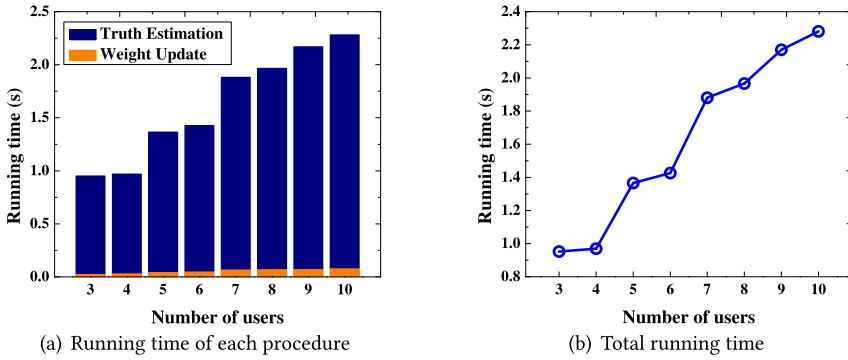 2.5
2.0
1.5
1.0
0.5
0.0
Running time (s)
Truth Estimation
Weight Update
3 4 5 6 7 8 9 10
Number of users
(a) Running time of each procedure
2.4
2.2
2.0
1.8
1.6
1.4
1.2
1.0
0.8
Running time (s)
3 4 5 6 7 8 9 10
Number of users
(b) Total running time